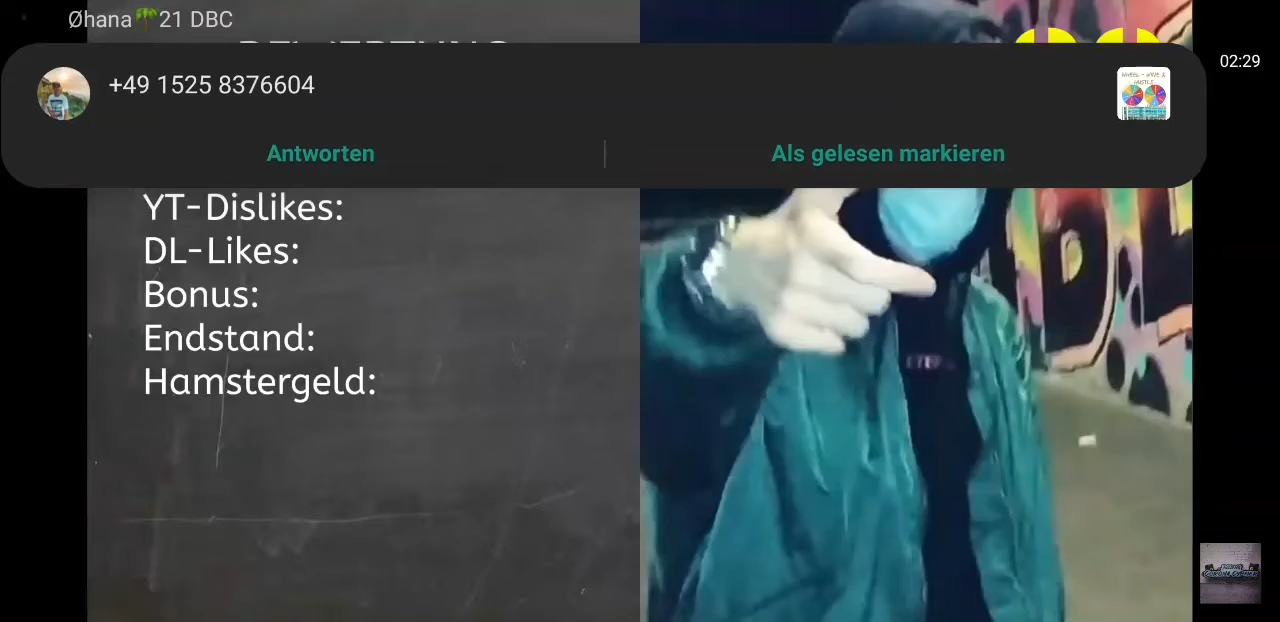 Øhana🌴21 DBC
+49 1525 8376604
02:29
Antworten
Als gelesen markieren
YT-Dislikes:
DL-Likes:
Bonus:
Endstand:
Hamstergeld: